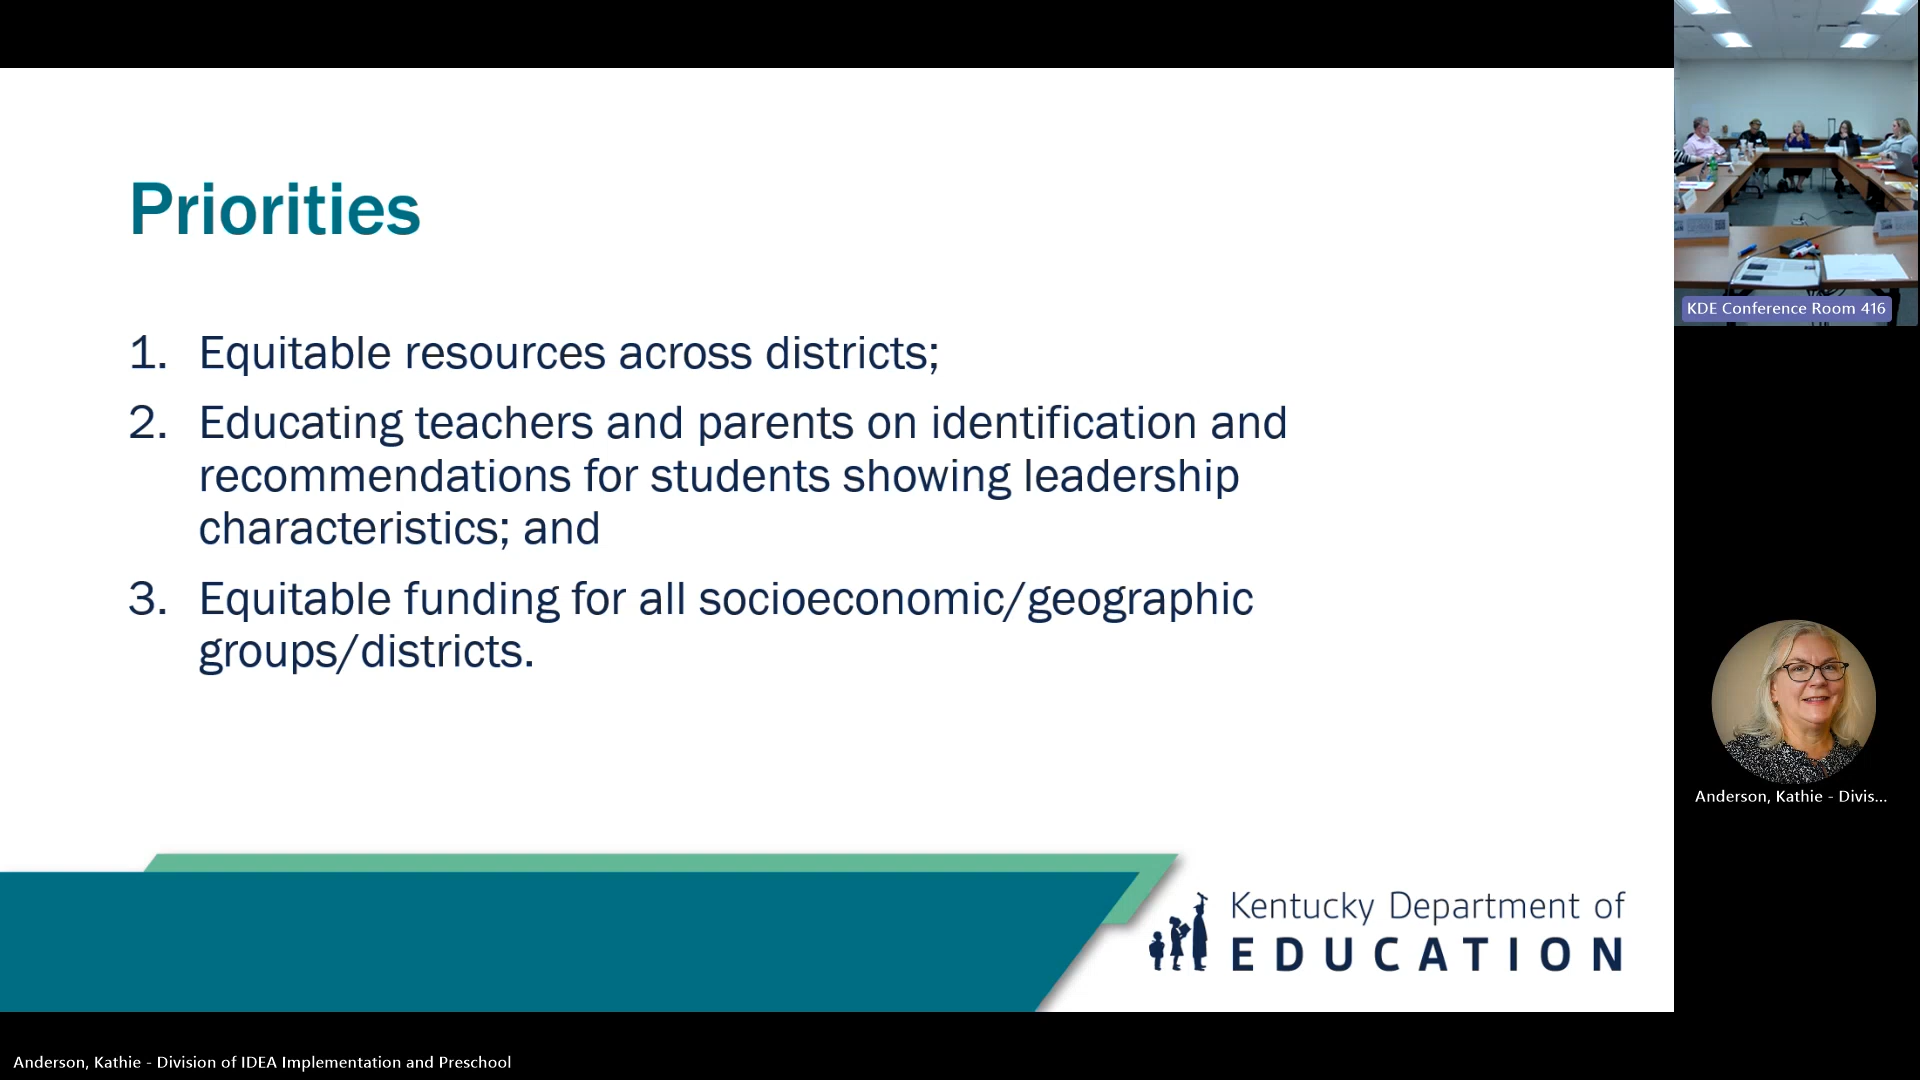 Priorities
1. Equitable resources across districts;
2. Educating teachers and parents on identification and
recommendations for students showing leadership
characteristics; and
3. Equitable funding for all socioeconomic/geographic
groups/districts.
Kentucky Department of
EDUCATION
KDE Conference Room 416
Anderson, Kathie - Divis...
Anderson, Kathie - Division of IDEA Implementation and Preschool